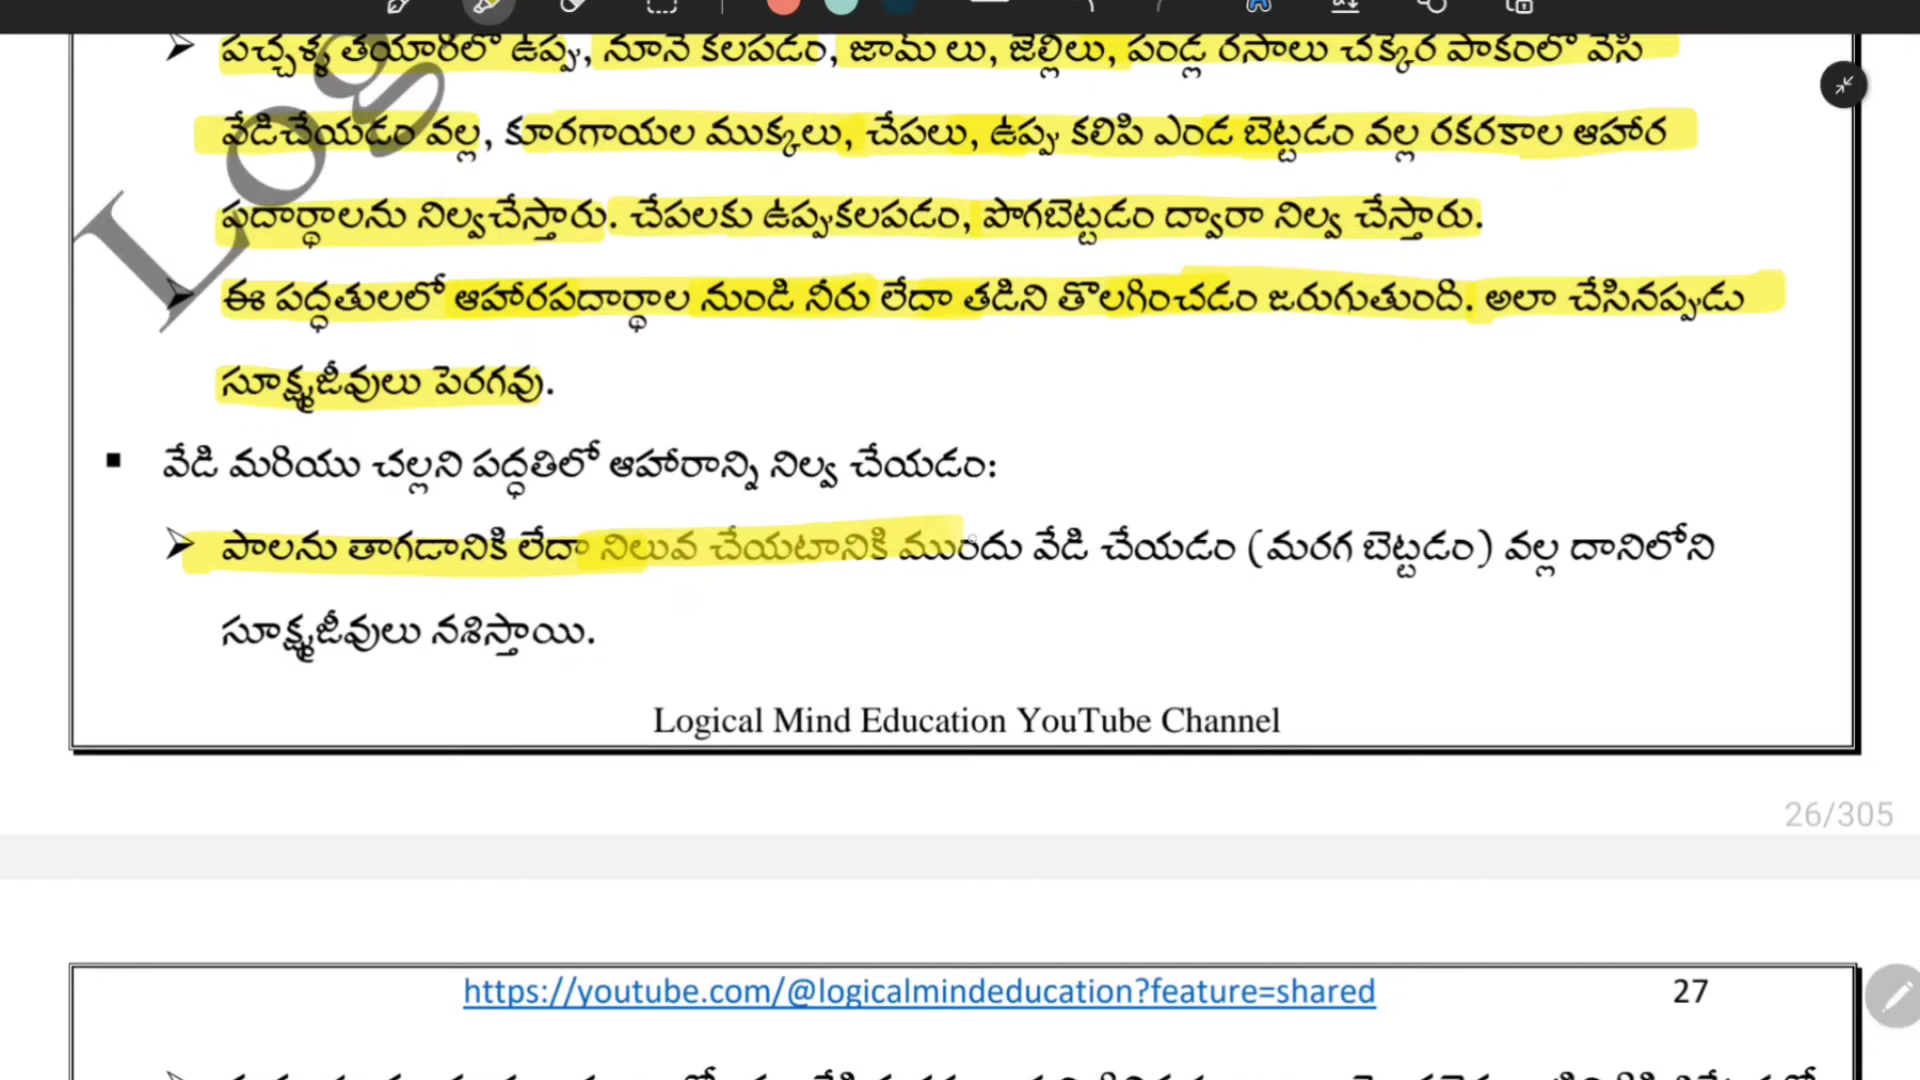 పచ్చళ్ళ తయారీలో ఉప్పు, నూనె కలపడం, జామ్ లు, జెల్లీలు, పండ్ల రసాలు చక్కెర పాకంలో వేసి
వేడిచేయడం వల్ల, కూరగాయల ముక్కలు, చేపలు, ఉప్పు కలిపి ఎండ బెట్టడం వల్ల రకరకాల ఆహార
పదార్థాలను నిల్వచేస్తారు. చేపలకు ఉప్పుకలపడం, పొగబెట్టడం ద్వారా నిల్వ చేస్తారు.
ఈ పద్ధతులలో ఆహారపదార్థాల నుండి నీరు లేదా తడిని తొలగించడం జరుగుతుంది. అలా చేసినప్పుడు
సూక్ష్మజీవులు పెరగవు.
వేడి మరియు చల్లని పద్ధతిలో ఆహారాన్ని నిల్వ చేయడం:
పాలను తాగడానికి లేదా నిలువ చేయటానికి ముందు వేడి చేయడం (మరగ బెట్టడం) వల్ల దానిలోని
సూక్ష్మజీవులు నశిస్తాయి.
Log
Logical Mind Education YouTube Channel
26/305
https://youtube.com/@logicalmindeducation?feature=shared 27